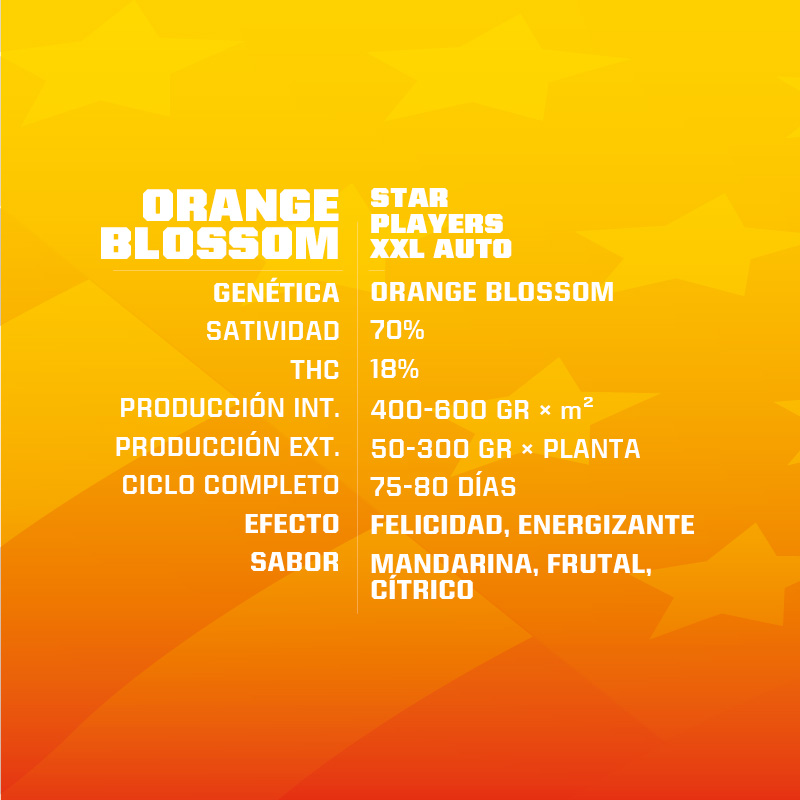 ORANGE
BLOSSOM
STAR
PLAYERS
XXL AUTO
GENÉTICA ORANGE BLOSSOM
SATIVIDAD 70%
THC 18%
PRODUCCIÓN INT. 400-600 GR × m²
PRODUCCIÓN EXT. 50-300 GR × PLANTA
CICLO COMPLETO 75-80 DÍAS
EFECTO FELICIDAD, ENERGIZANTE
SABOR MANDARINA, FRUTAL,
CÍTRICO